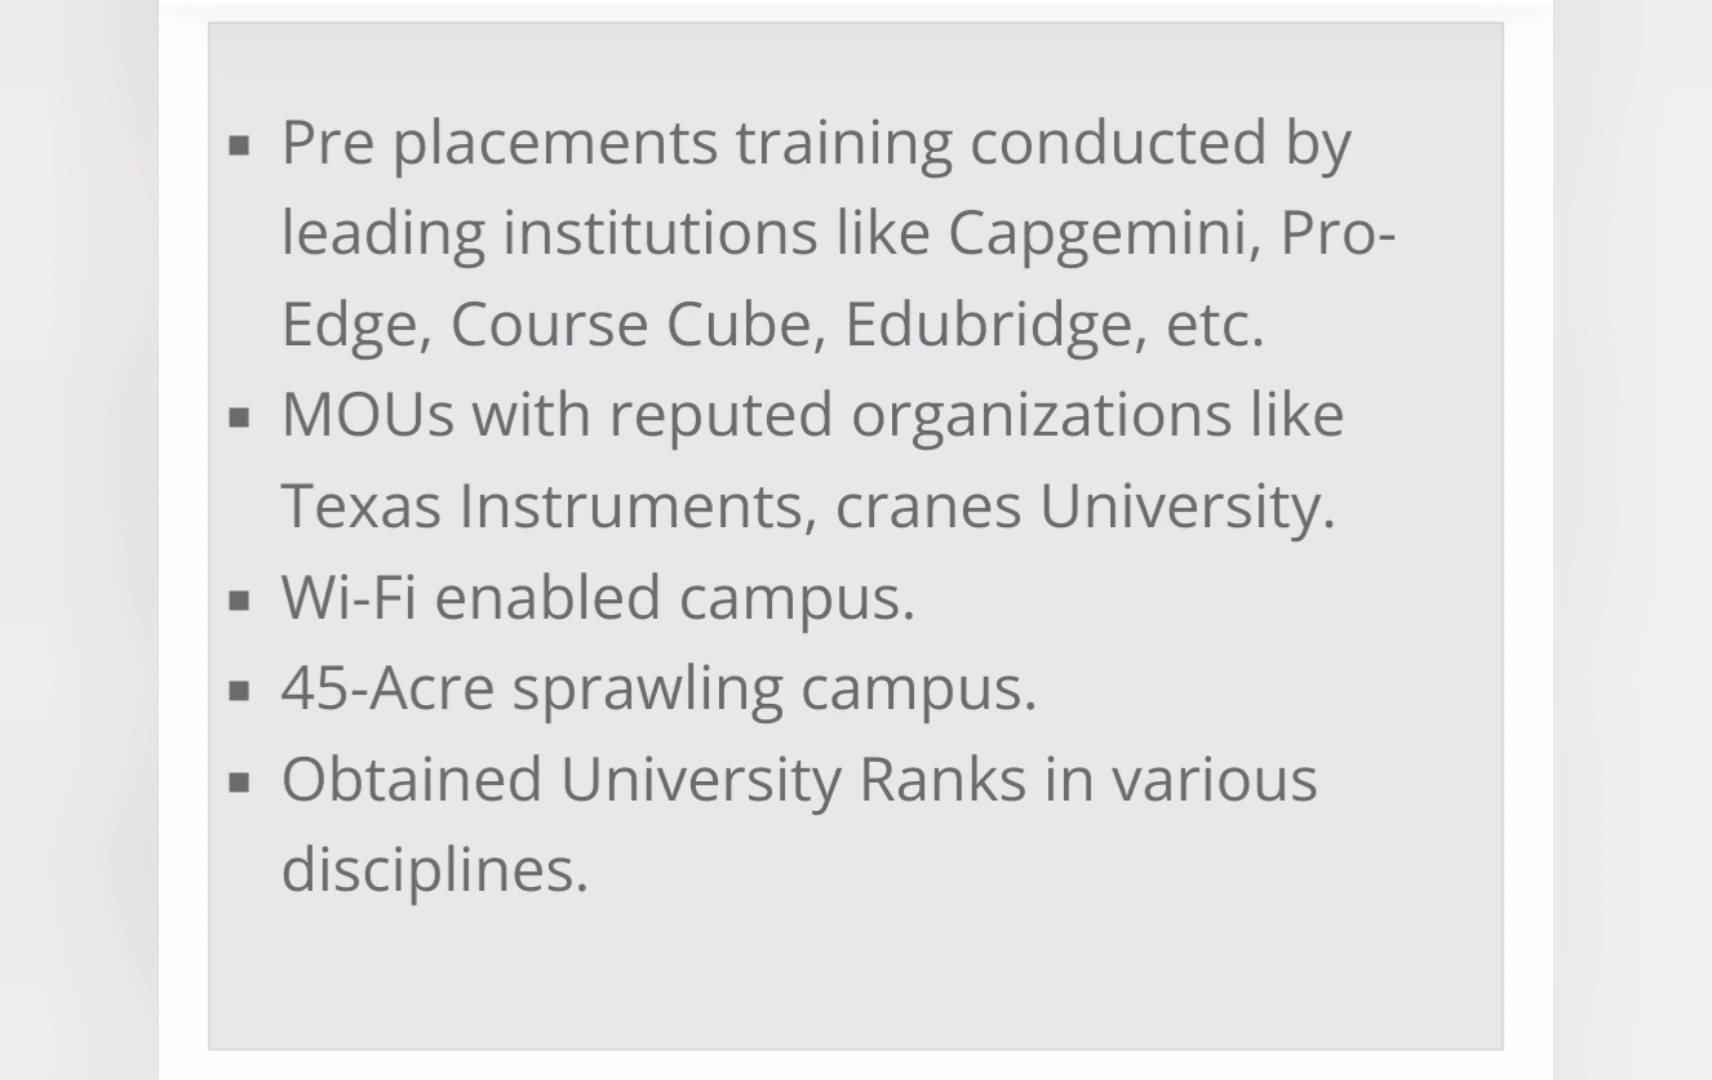 Pre placements training conducted by
leading institutions like Capgemini, Pro-
Edge, Course Cube, Edubridge, etc.
MOUs with reputed organizations like
Texas Instruments, cranes University.
Wi-Fi enabled campus.
45-Acre sprawling campus.
Obtained University Ranks in various
disciplines.